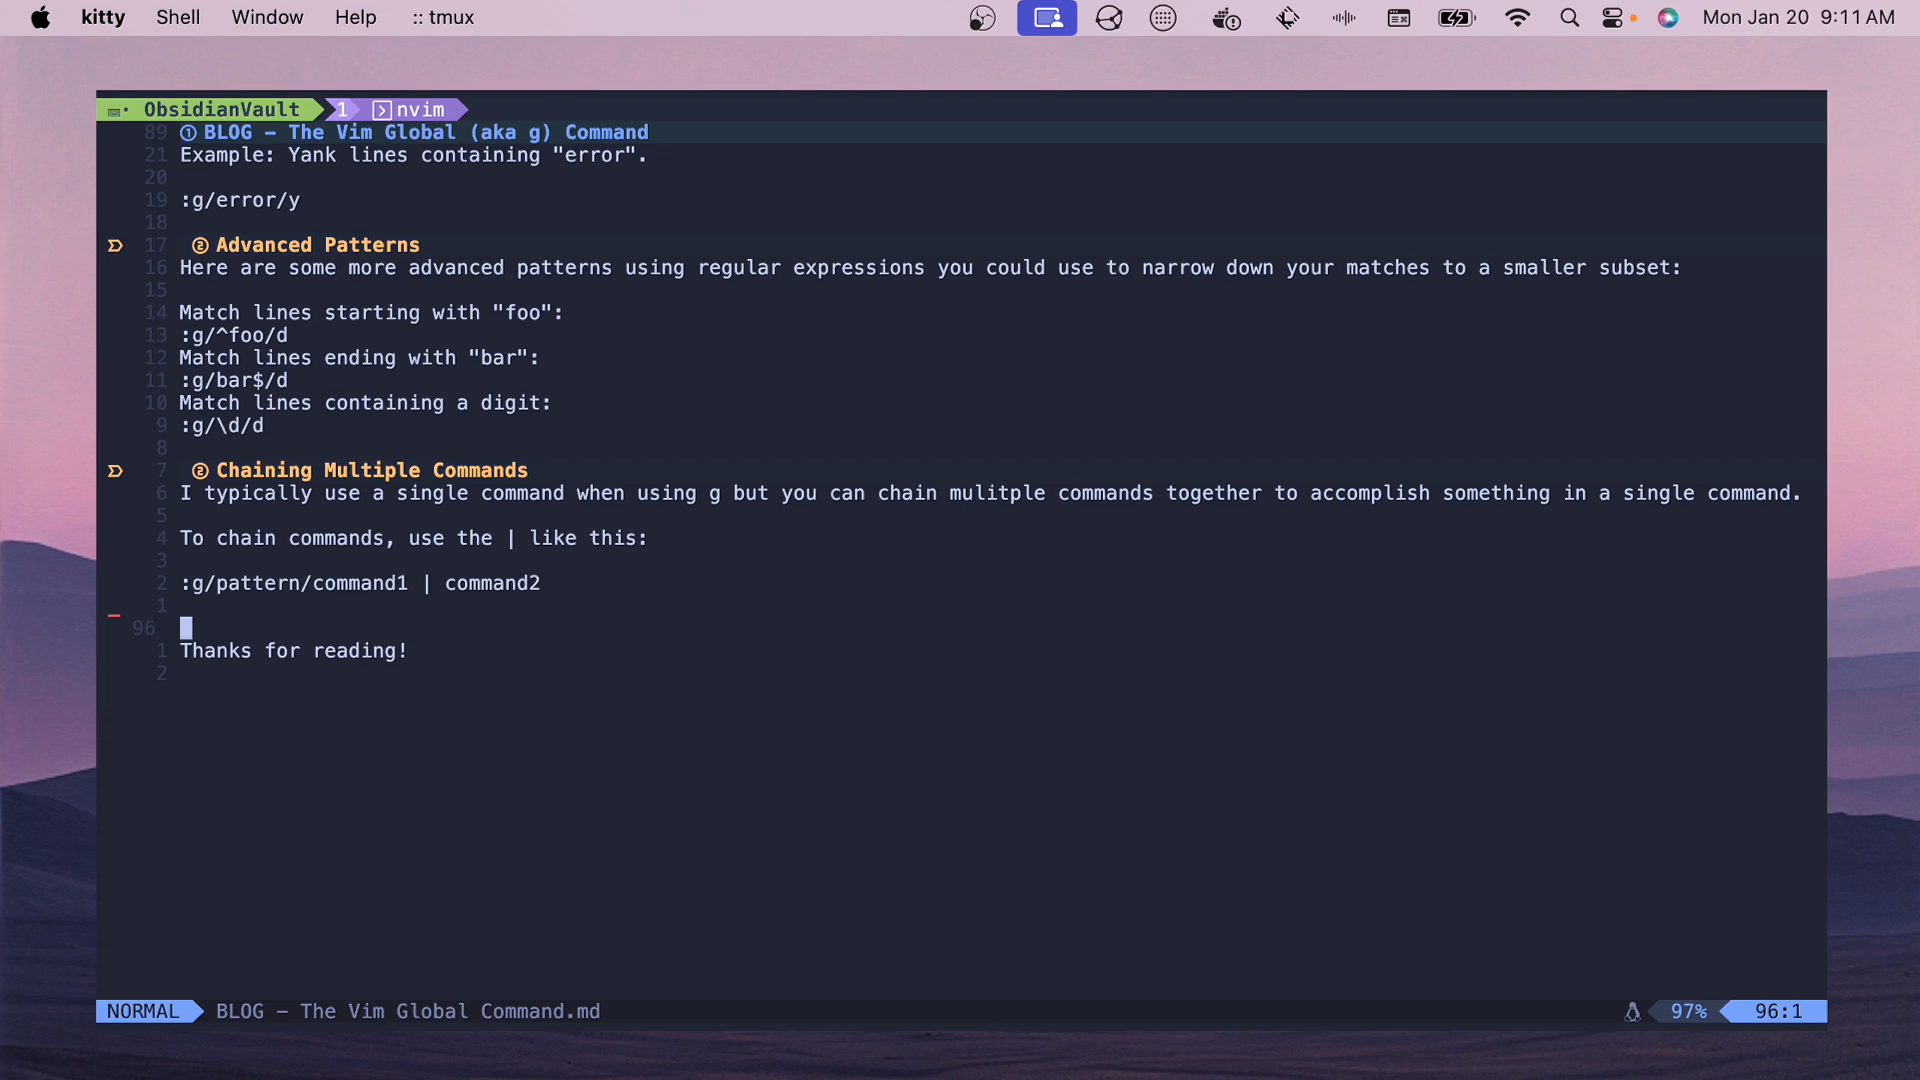 kitty Shell Window Help :: tmux Mon Jan 20 9:11 AM
ObsidianVault 1 nvim
89 1 BLOG – The Vim Global (aka g) Command
21 Example: Yank lines containing "error".
20
19 :g/error/y
18
17 2 Advanced Patterns
16 Here are some more advanced patterns using regular expressions you could use to narrow down your matches to a smaller subset:
15
14 Match lines starting with "foo":
13 :g/^foo/d
12 Match lines ending with "bar":
11 :g/bar$/d
10 Match lines containing a digit:
9 :g/\d/d
8
7 2 Chaining Multiple Commands
6 I typically use a single command when using g but you can chain mulitple commands together to accomplish something in a single command.
5
4 To chain commands, use the | like this:
3
2 :g/pattern/command1 | command2
1
96
1 Thanks for reading!
2
NORMAL BLOG – The Vim Global Command.md 97% 96:1